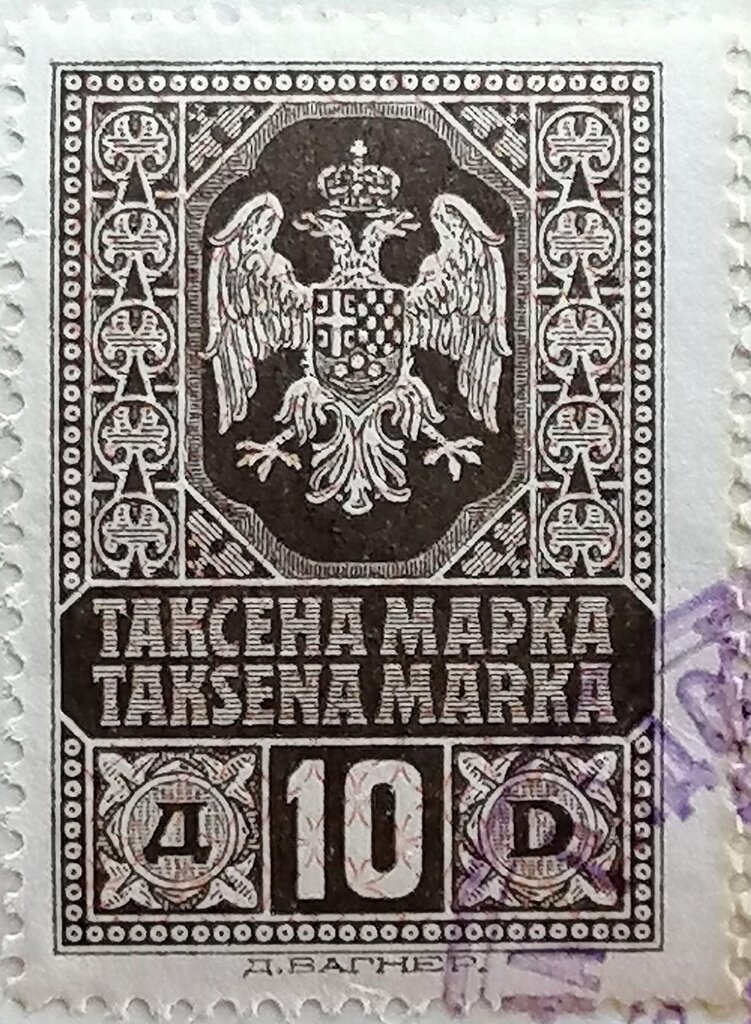 ТАКСЕНА МАРКА
TAKSENA MARKA
Д 10 D
Д. ВАГНЕР.